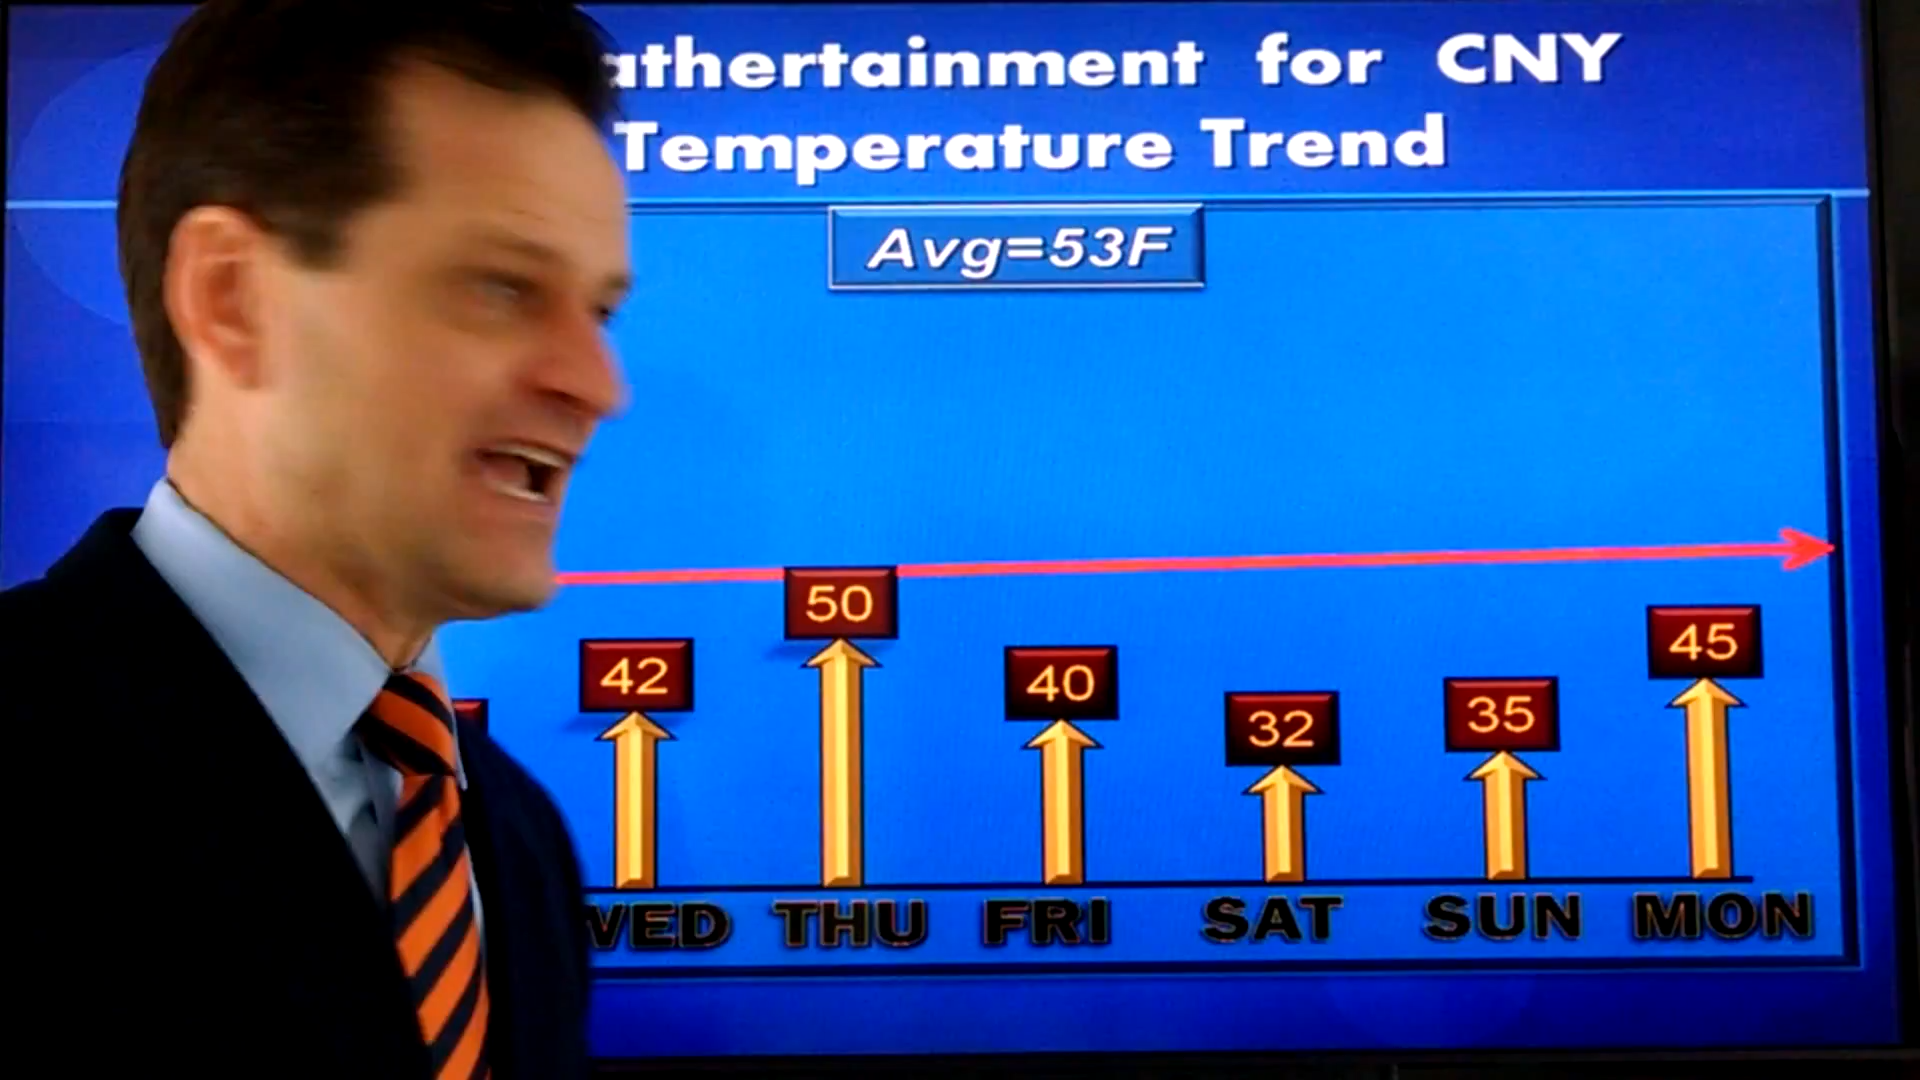 athertainment for CNY
Temperature Trend
Avg=53F
50
42
40
32
35
45
WED THU FRI SAT SUN MON